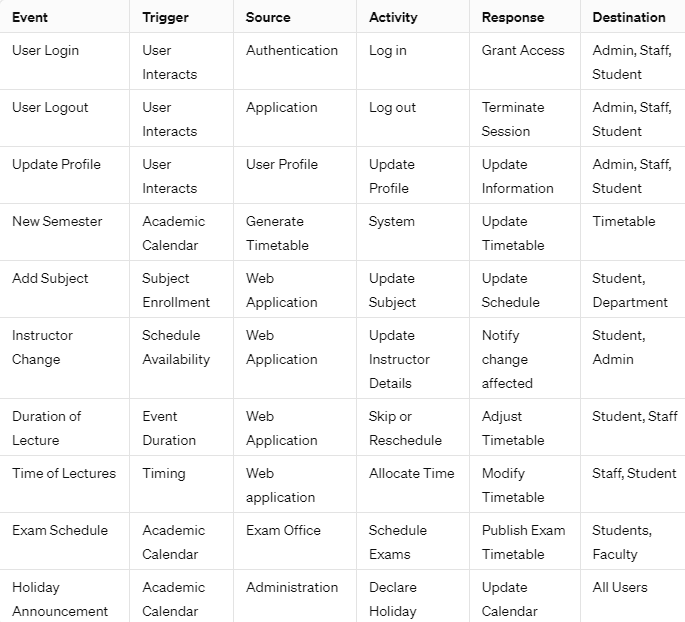 Event Trigger Source Activity Response Destination
User Login User Authentication Log in Grant Access Admin, Staff,
Interacts Student
User Logout User Application Log out Terminate Admin, Staff,
Interacts Session Student
Update Profile User User Profile Update Update Admin, Staff,
Interacts Profile Information Student
New Semester Academic Generate System Update Timetable
Calendar Timetable Timetable
Add Subject Subject Web Update Update Student,
Enrollment Application Subject Schedule Department
Instructor Schedule Web Update Notify Student,
Change Availability Application Instructor change Admin
Details affected
Duration of Event Web Skip or Adjust Student, Staff
Lecture Duration Application Reschedule Timetable
Time of Lectures Timing Web Allocate Time Modify Staff, Student
application Timetable
Exam Schedule Academic Exam Office Schedule Publish Exam Students,
Calendar Exams Timetable Faculty
Holiday Academic Administration Declare Update All Users
Announcement Calendar Holiday Calendar